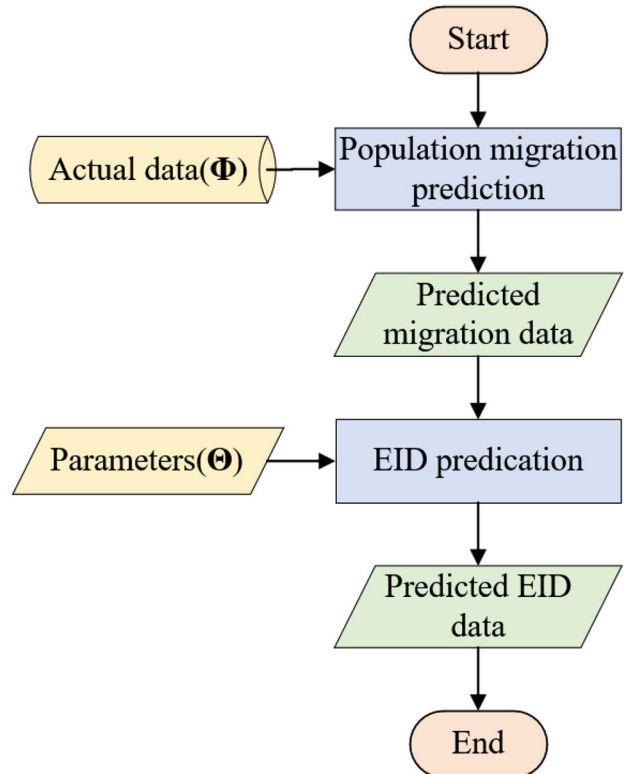 Start
Actual data(Φ)
Population migration
prediction
Predicted
migration data
Parameters(Θ)
EID predication
Predicted EID
data
End